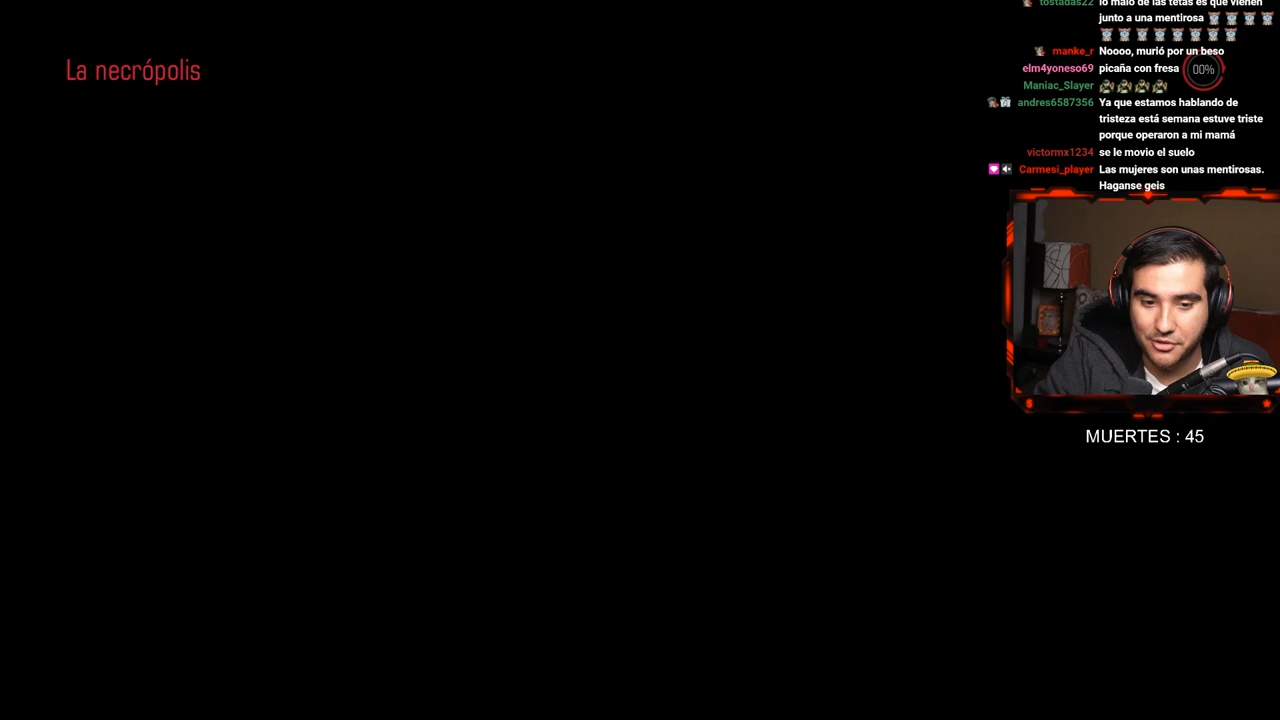 La necrópolis
tostadas22 lo malo de las tetas es que vienen
junto a una mentirosa
manke_r Noooo, murió por un beso
elm4yoneso69 picaña con fresa
00%
Maniac_Slayer
andres6587356 Ya que estamos hablando de
tristeza está semana estuve triste
porque operaron a mi mamá
victormx1234 se le movio el suelo
Carmesi_player Las mujeres son unas mentirosas.
Haganse geis
MUERTES : 45